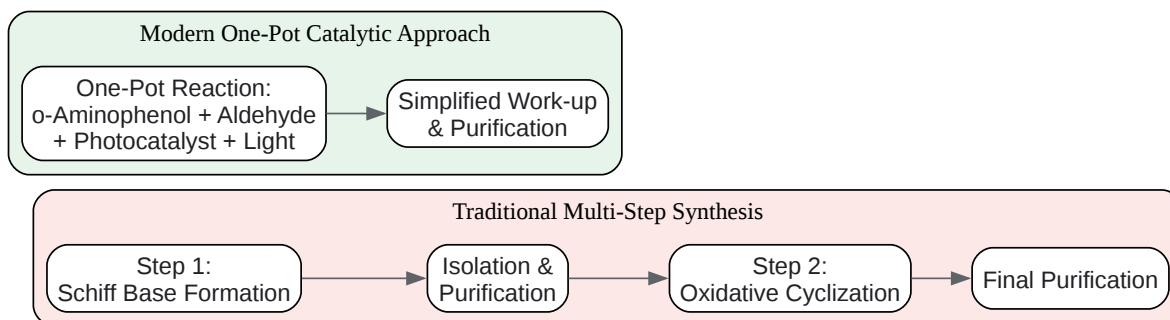 Modern One-Pot Catalytic Approach
One-Pot Reaction:
o-Aminophenol + Aldehyde
+ Photocatalyst + Light
Simplified Work-up
& Purification
Traditional Multi-Step Synthesis
Step 1:
Schiff Base Formation
Isolation &
Purification
Step 2:
Oxidative Cyclization
Final Purification